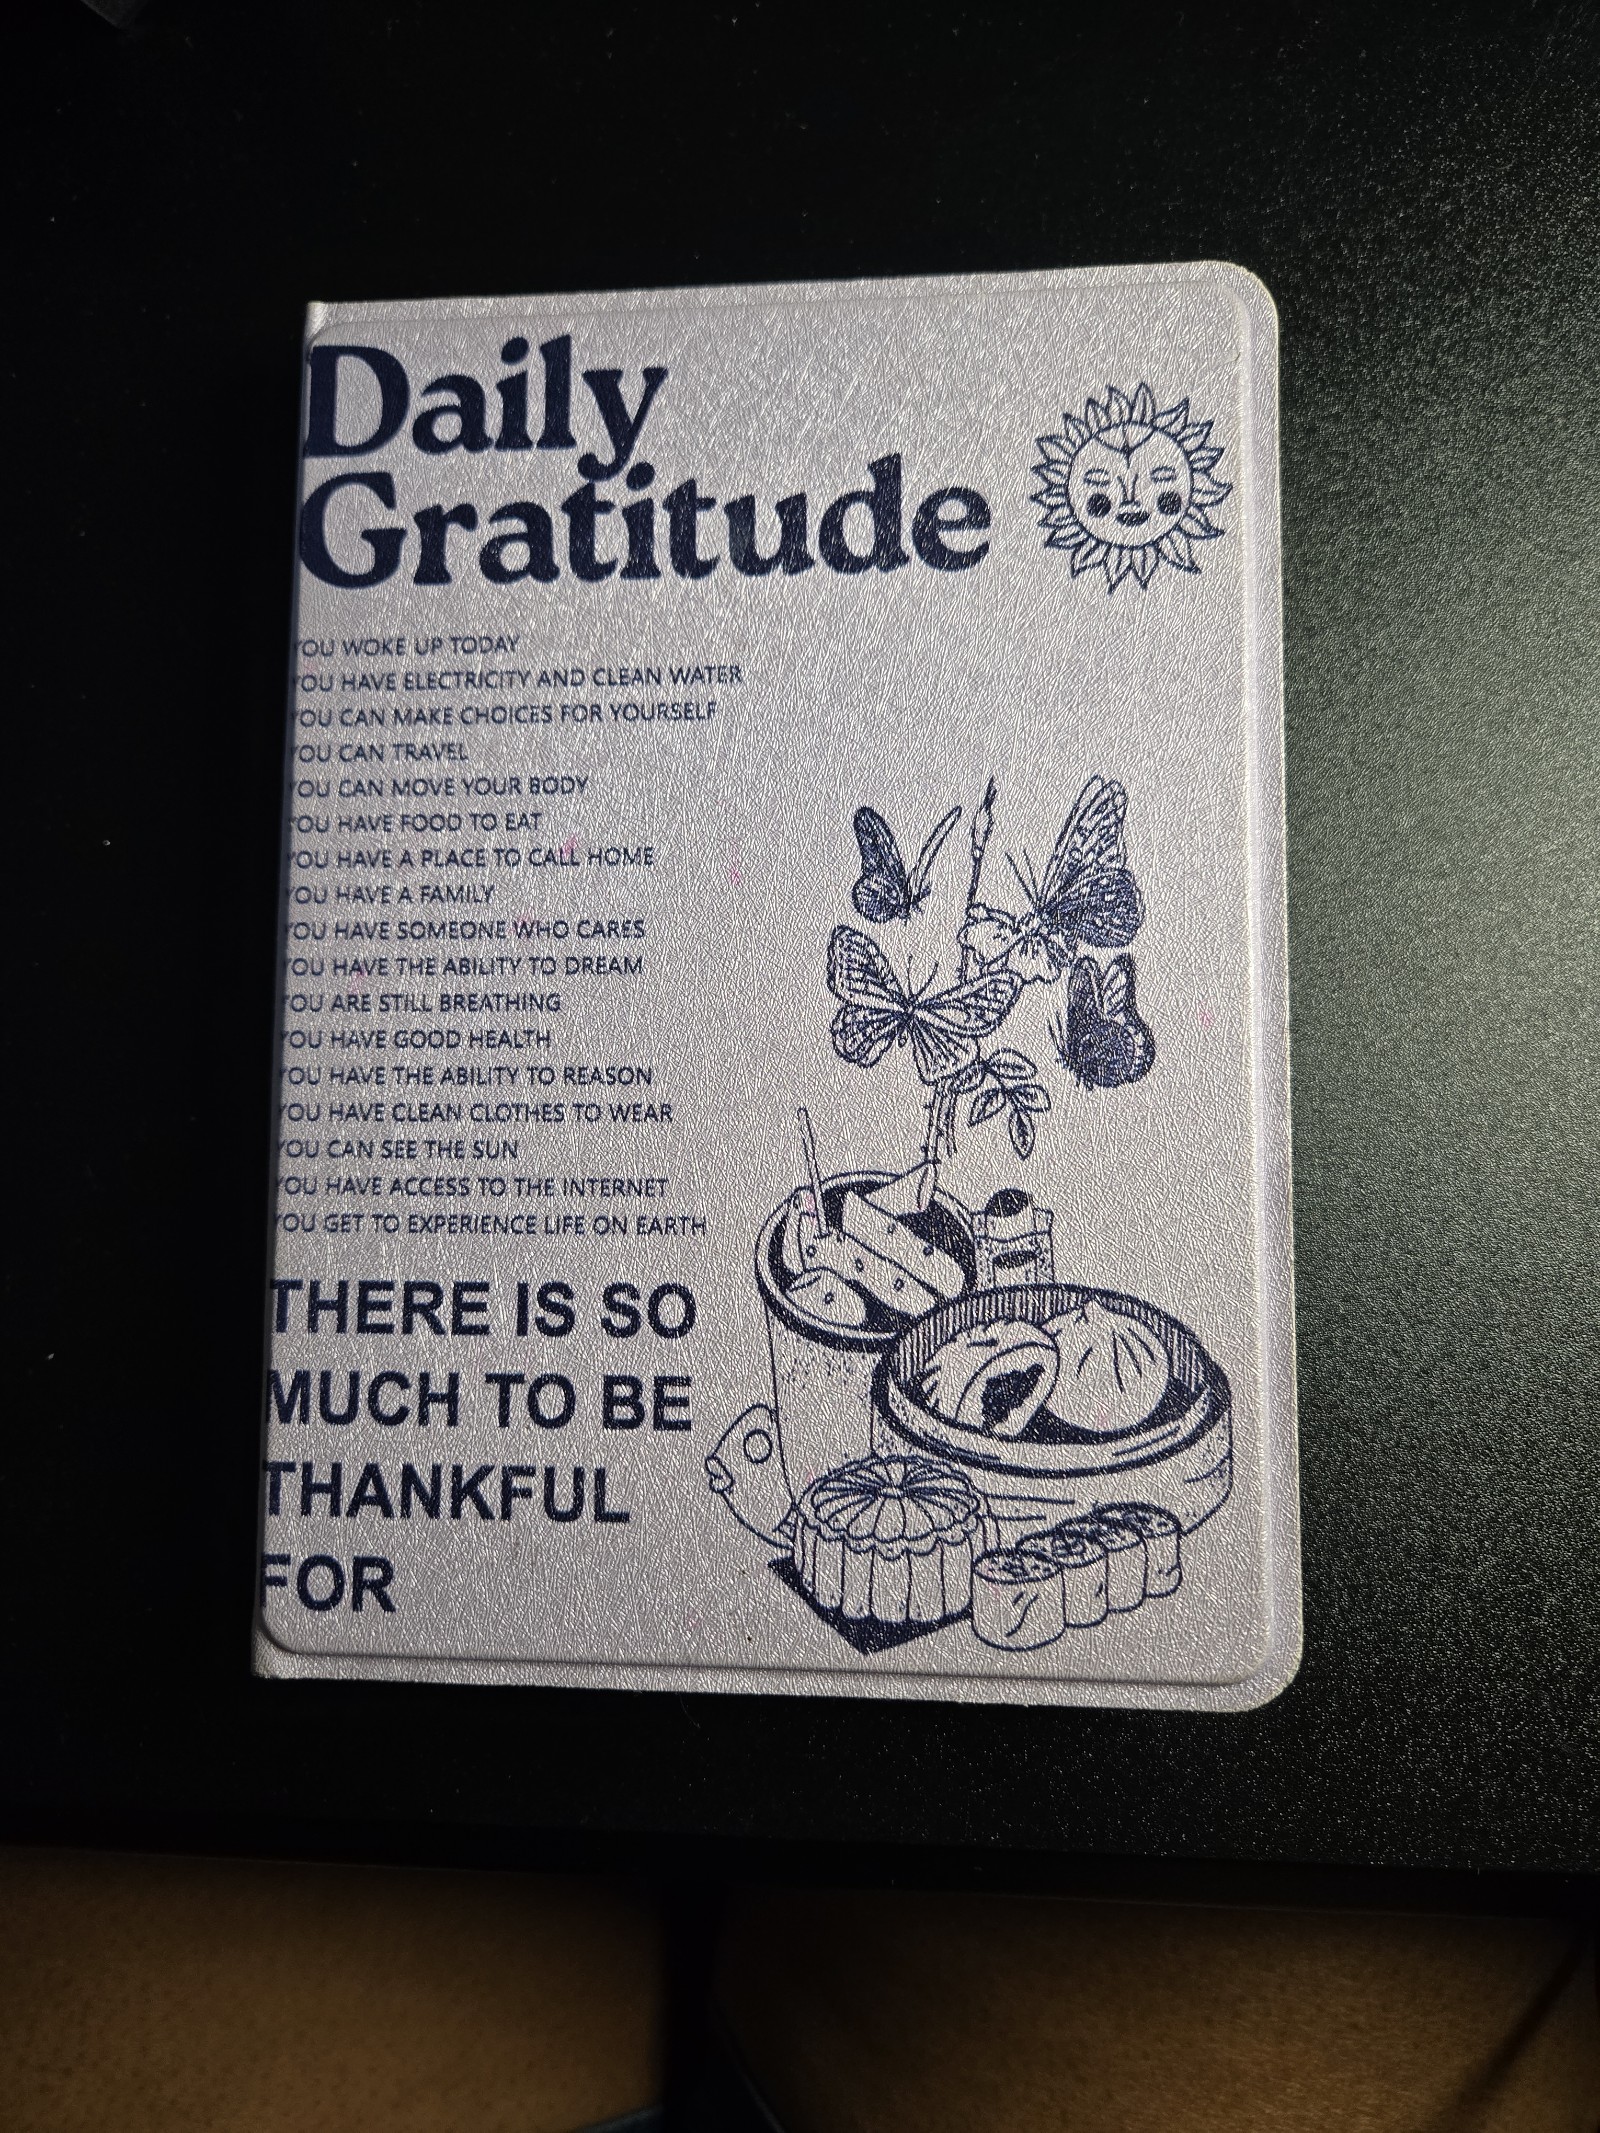 Daily
Gratitude
YOU WOKE UP TODAY
YOU HAVE ELECTRICITY AND CLEAN WATER
YOU CAN MAKE CHOICES FOR YOURSELF
YOU CAN TRAVEL
YOU CAN MOVE YOUR BODY
YOU HAVE FOOD TO EAT
YOU HAVE A PLACE TO CALL HOME
YOU HAVE A FAMILY
YOU HAVE SOMEONE WHO CARES
YOU HAVE THE ABILITY TO DREAM
YOU ARE STILL BREATHING
YOU HAVE GOOD HEALTH
YOU HAVE THE ABILITY TO REASON
YOU HAVE CLEAN CLOTHES TO WEAR
YOU CAN SEE THE SUN
YOU HAVE ACCESS TO THE INTERNET
YOU GET TO EXPERIENCE LIFE ON EARTH
THERE IS SO
MUCH TO BE
THANKFUL
FOR